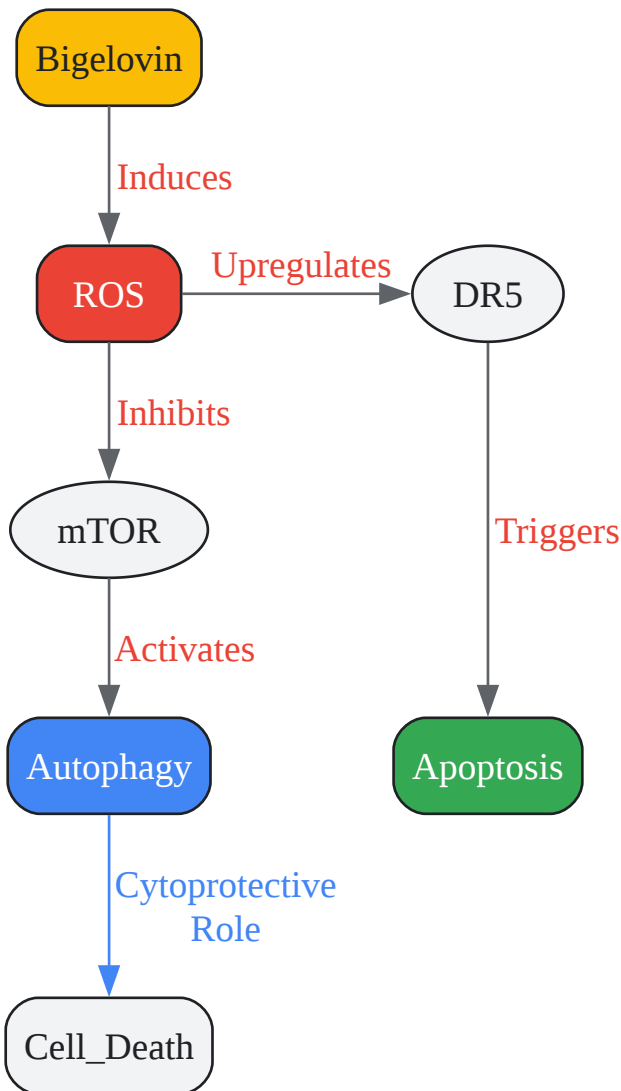 Bigelovin
Induces
Upregulates
ROS
DR5
Inhibits
mTOR
Triggers
Activates
Autophagy
Apoptosis
Cytoprotective
Role
Cell_Death